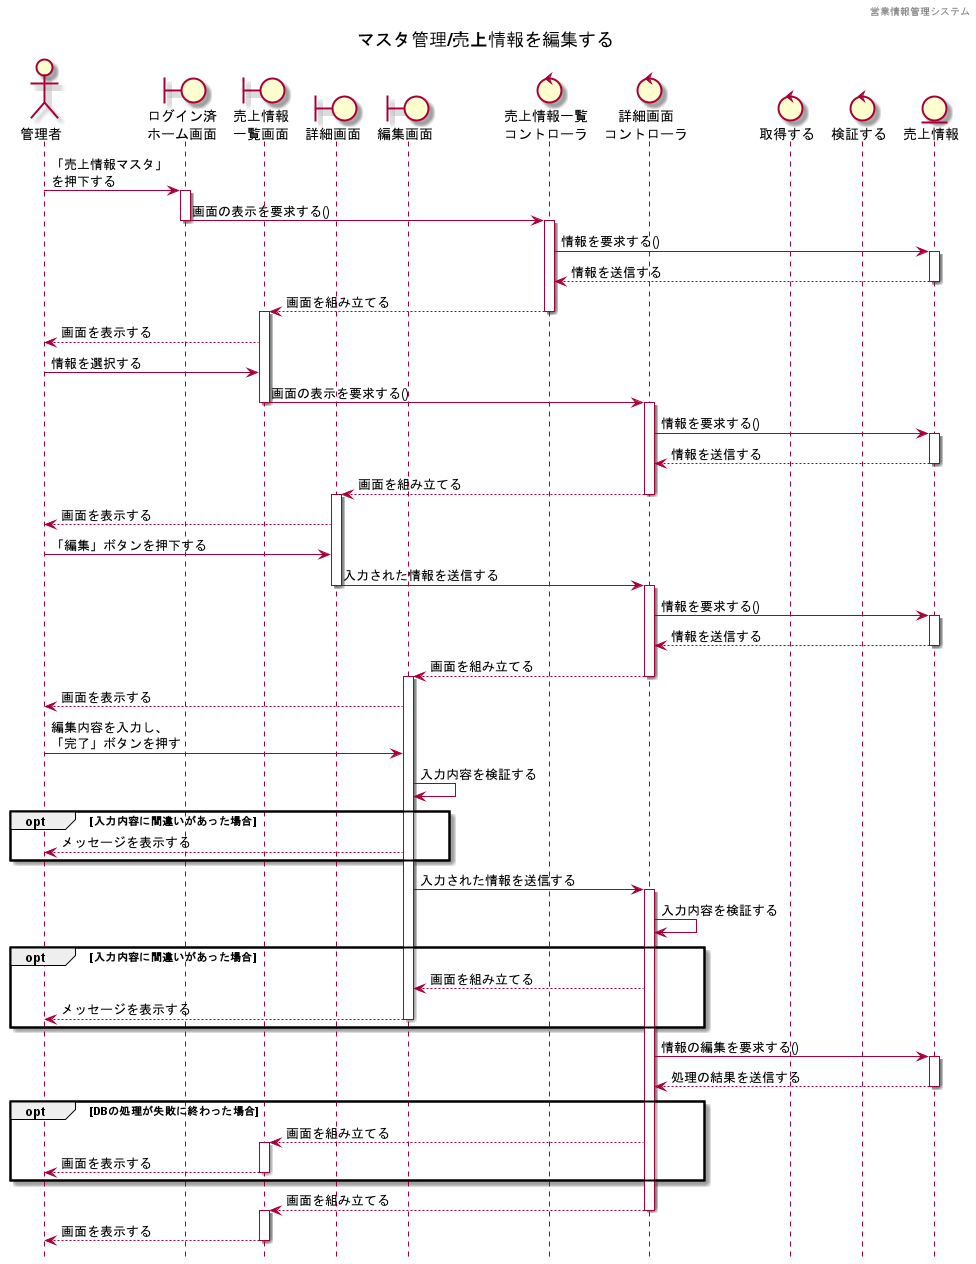 営業情報管理システム
マスタ管理/売上情報を編集する
管理者
ログイン済
ホーム画面
売上情報
一覧画面
詳細画面
編集画面
売上情報一覧
コントローラ
詳細画面
コントローラ
取得する
検証する
売上情報
「売上情報マスタ」
を押下する
画面の表示を要求する()
情報を要求する()
情報を送信する
画面を組み立てる
画面を表示する
情報を選択する
画面の表示を要求する()
情報を要求する()
情報を送信する
画面を組み立てる
画面を表示する
「編集」ボタンを押下する
入力された情報を送信する
情報を要求する()
情報を送信する
画面を組み立てる
画面を表示する
編集内容を入力し、
「完了」ボタンを押す
入力内容を検証する
opt [入力内容に間違いがあった場合]
メッセージを表示する
入力された情報を送信する
入力内容を検証する
opt [入力内容に間違いがあった場合]
画面を組み立てる
メッセージを表示する
情報の編集を要求する()
処理の結果を送信する
opt [DBの処理が失敗に終わった場合]
画面を組み立てる
画面を表示する
画面を組み立てる
画面を表示する